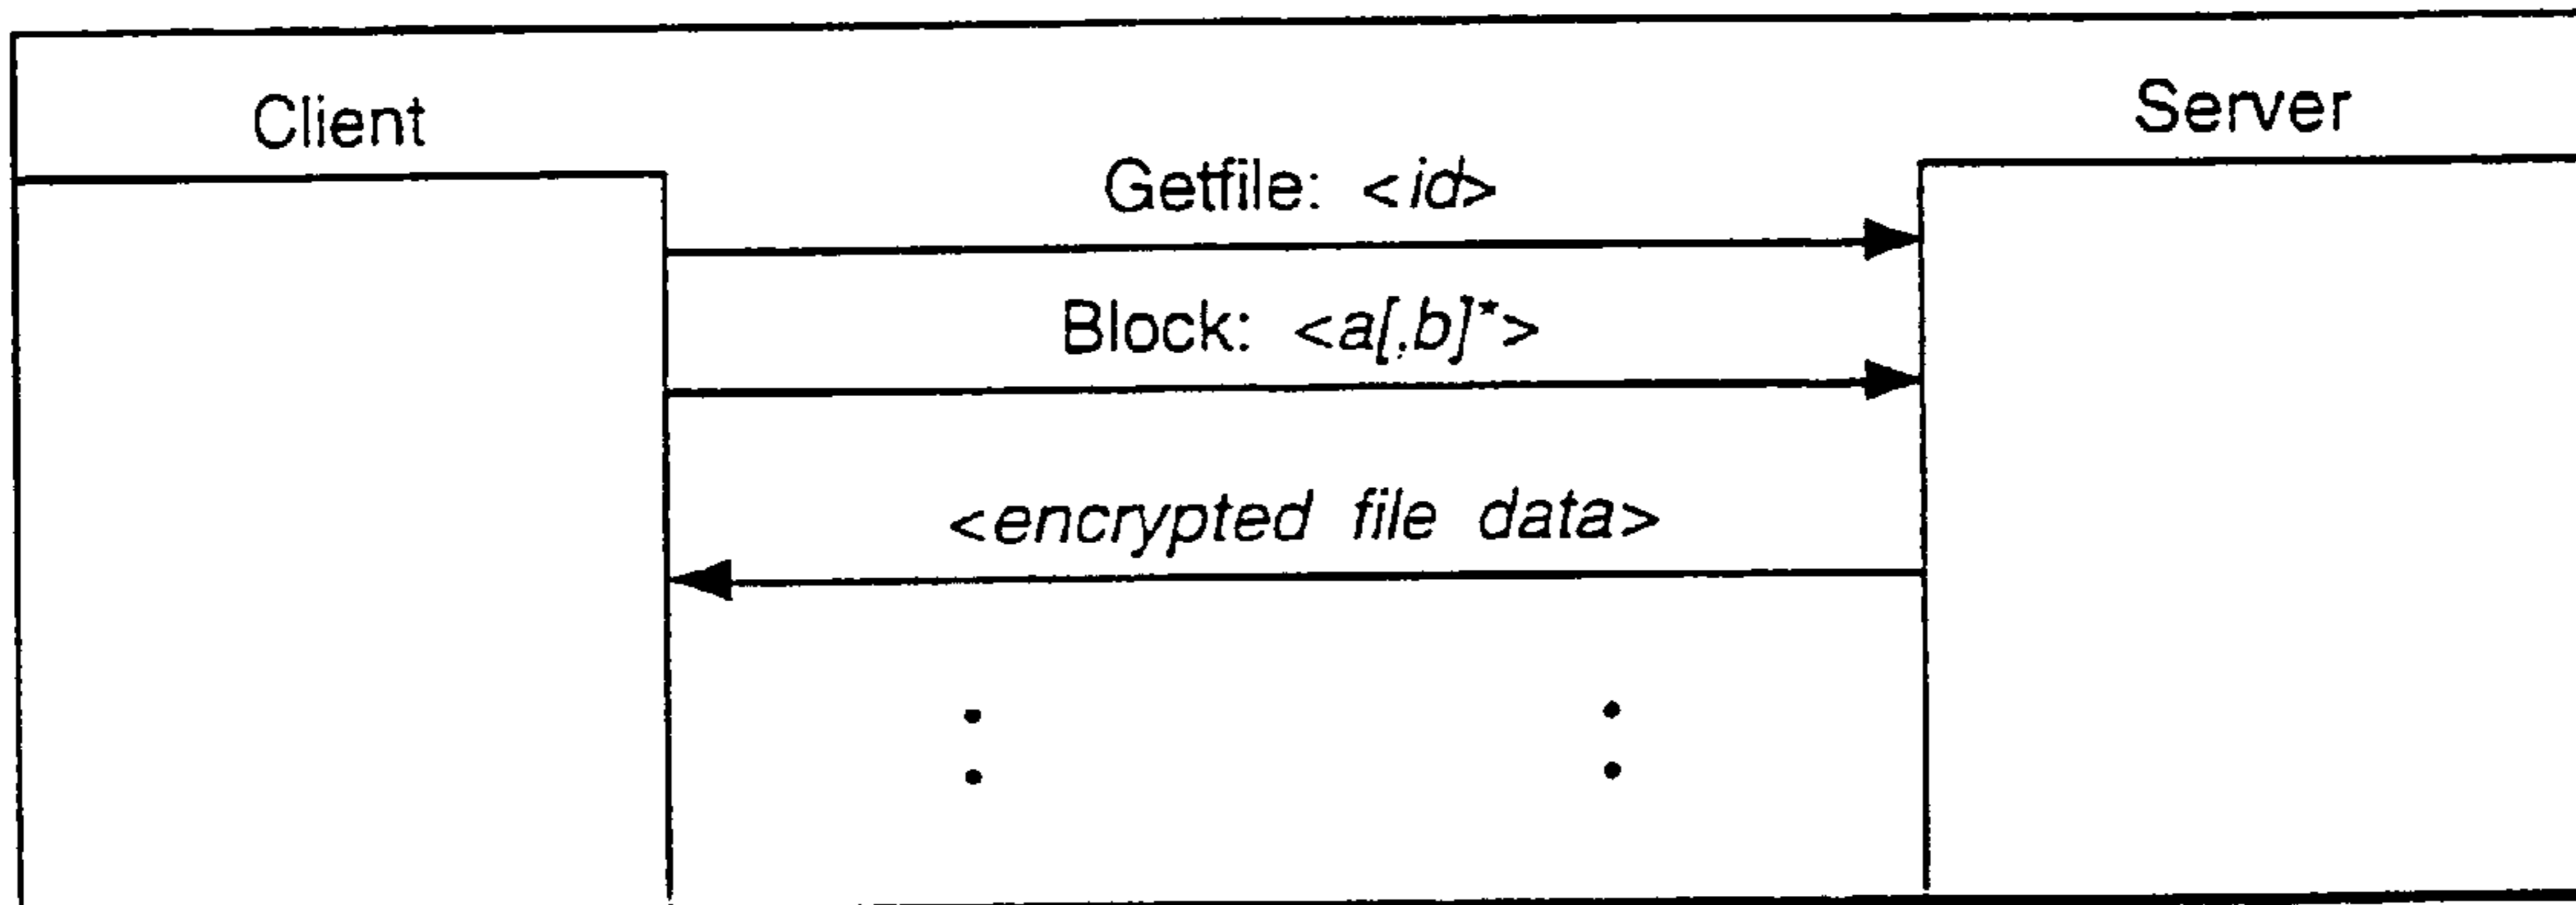 Client
Server
Getfile: <id>
Block: <a[,b]*>
<encrypted file data>